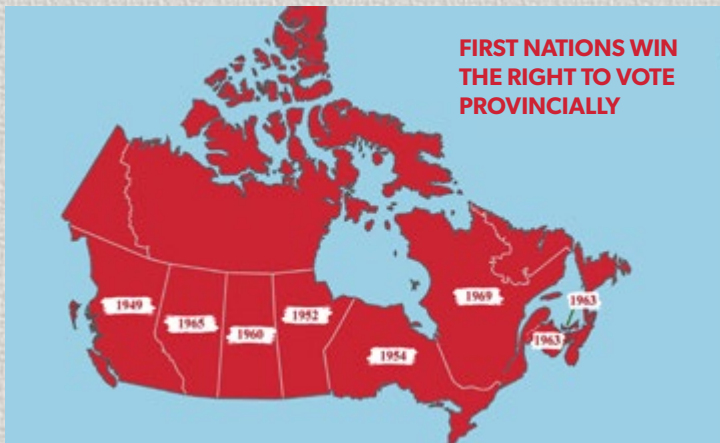 FIRST NATIONS WIN
THE RIGHT TO VOTE
PROVINCIALLY
1949
1965
1960
1952
1954
1969
1963
1963